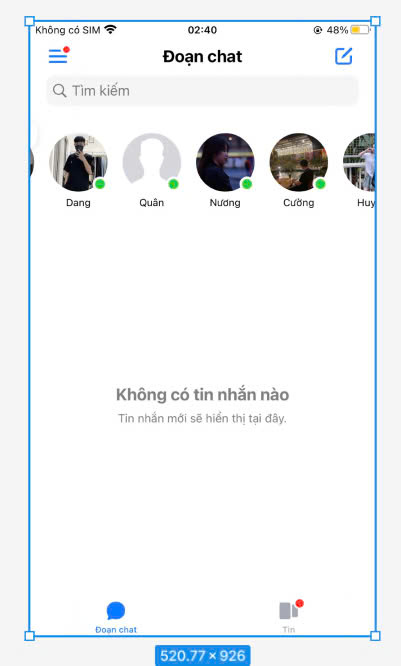 Không có SIM 02:40 48%
Đoạn chat
Tìm kiếm
Dang Quân Nương Cường Huy
Không có tin nhắn nào
Tin nhắn mới sẽ hiển thị tại đây.
Đoạn chat Tin
520.77 × 926